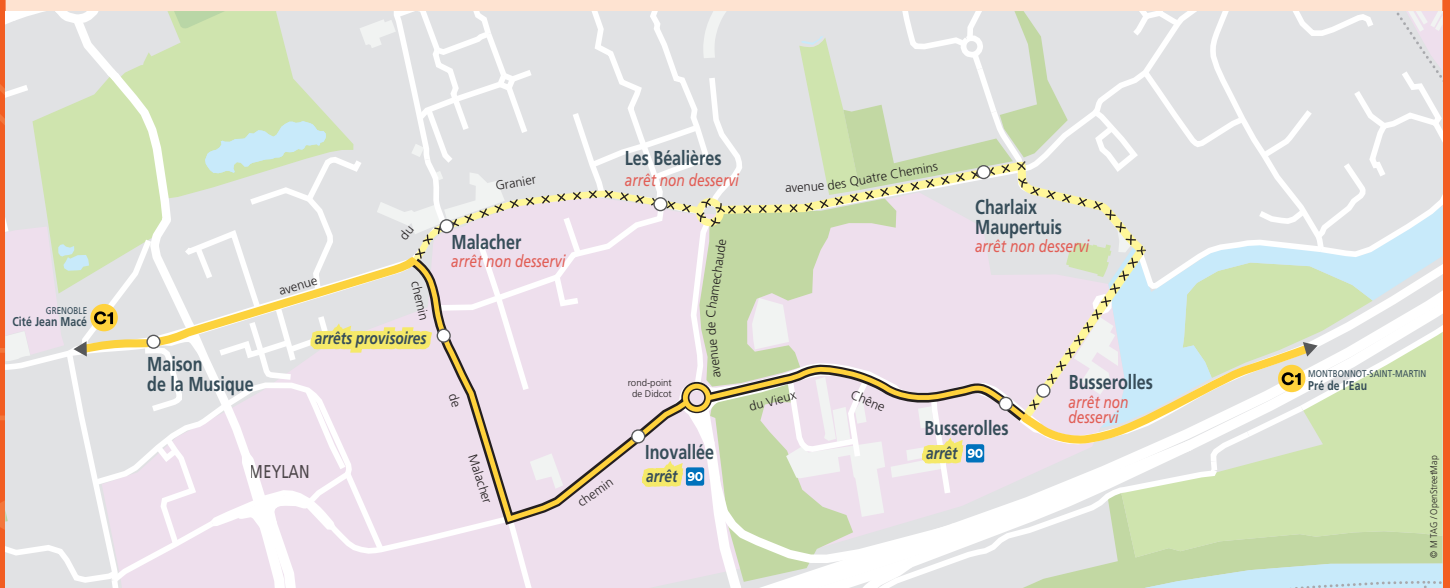 Les Béalières
arrêt non desservi
Granier
avenue des Quatre Chemins
du
Malacher
arrêt non desservi
Charlaix
Maupertuis
arrêt non desservi
avenue
chemin
avenue de Chamechaude
GRENOBLE
Cité Jean Macé
C1
arrêts provisoires
Maison
de la Musique
rond-point
de Didcot
du Vieux
Chêne
Busserolles
arrêt non
desservi
C1
MONTBONNOT-SAINT-MARTIN
Pré de l'Eau
de
Busserolles
arrêt 90
Inovallée
arrêt 90
MEYLAN
Malacher
chemin
© M TAG / OpenStreetMap